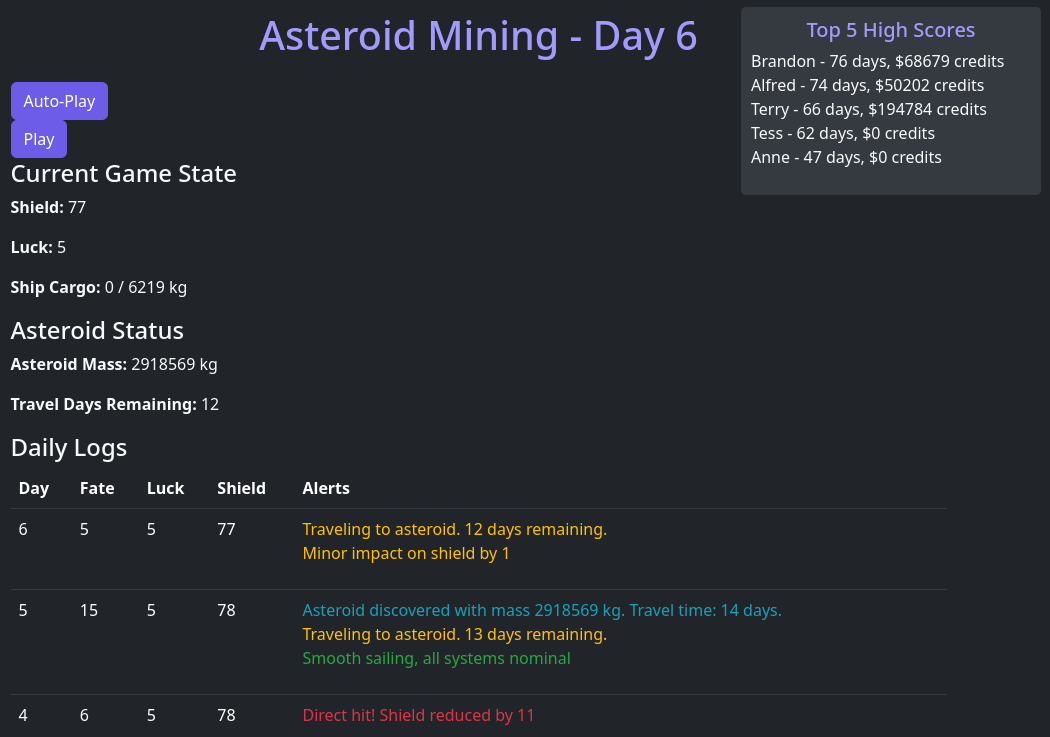 Asteroid Mining - Day 6
Top 5 High Scores
Brandon - 76 days, $68679 credits
Alfred - 74 days, $50202 credits
Terry - 66 days, $194784 credits
Tess - 62 days, $0 credits
Anne - 47 days, $0 credits
Auto-Play
Play
Current Game State
Shield: 77
Luck: 5
Ship Cargo: 0 / 6219 kg
Asteroid Status
Asteroid Mass: 2918569 kg
Travel Days Remaining: 12
Daily Logs
Day Fate Luck Shield Alerts
6 5 5 77 Traveling to asteroid. 12 days remaining.
Minor impact on shield by 1
5 15 5 78 Asteroid discovered with mass 2918569 kg. Travel time: 14 days.
Traveling to asteroid. 13 days remaining.
Smooth sailing, all systems nominal
4 6 5 78 Direct hit! Shield reduced by 11